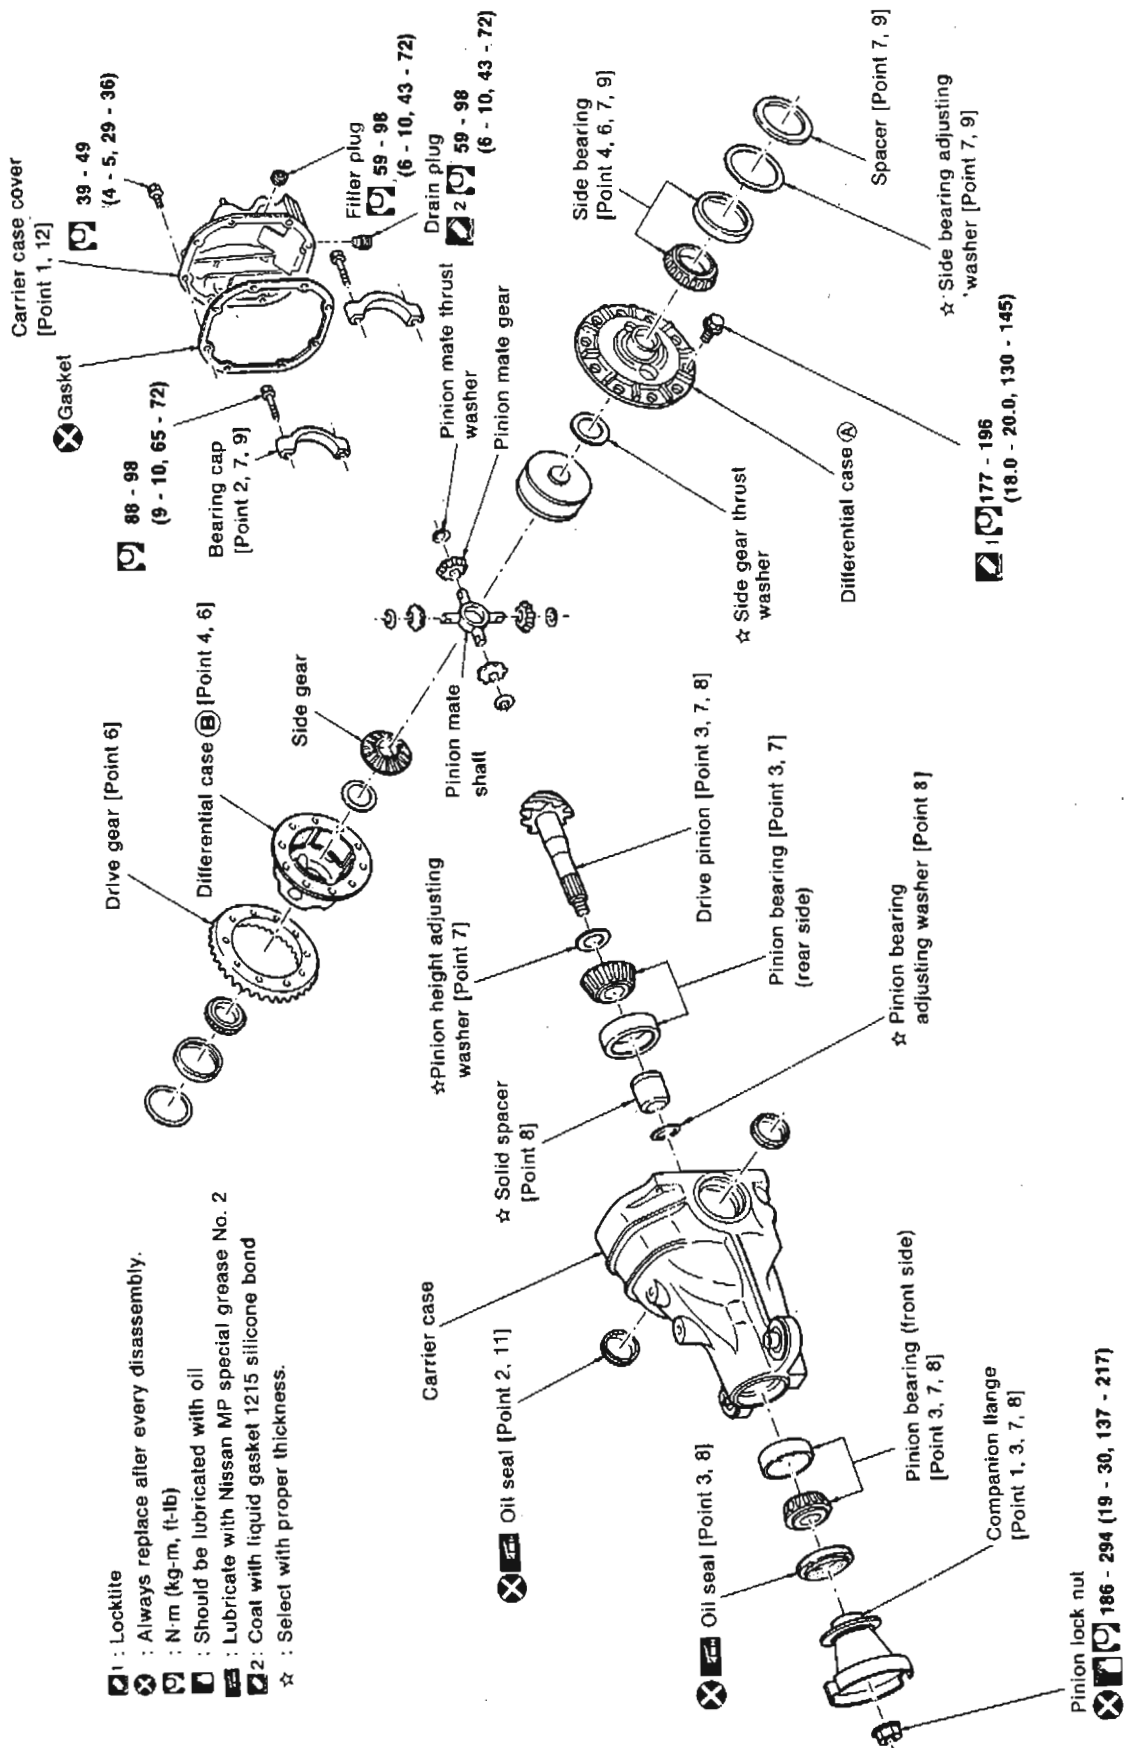 1 : Locktite
: Always replace after every disassembly.
: N·m (kg-m, ft-lb)
: Should be lubricated with oil
: Lubricate with Nissan MP special grease No. 2
2 : Coat with liquid gasket 1215 silicone bond
☆ : Select with proper thickness.
Drive gear [Point 6]
Differential case Ⓑ [Point 4, 6]
Side gear
88 - 98
(9 - 10, 65 - 72)
Bearing cap
[Point 2, 7, 9]
Gasket
Carrier case cover
[Point 1, 12]
39 - 49
(4 - 5, 29 - 36)
Filler plug
59 - 98
(6 - 10, 43 - 72)
Drain plug
2 59 - 98
(6 - 10, 43 - 72)
Pinion mate thrust
washer
Pinion mate gear
Pinion mate
shaft
Side bearing
[Point 4, 6, 7, 9]
Spacer [Point 7, 9]
☆ Side bearing adjusting
washer [Point 7, 9]
☆ Side gear thrust
washer
Differential case Ⓐ
1 177 - 196
(18.0 - 20.0, 130 - 145)
☆Pinion height adjusting
washer [Point 7]
Drive pinion [Point 3, 7, 8]
Pinion bearing [Point 3, 7]
(rear side)
☆ Pinion bearing
adjusting washer [Point 8]
☆ Solid spacer
[Point 8]
Carrier case
Oil seal [Point 2, 11]
Oil seal [Point 3, 8]
Pinion bearing (front side)
[Point 3, 7, 8]
Companion flange
[Point 1, 3, 7, 8]
Pinion lock nut
186 - 294 (19 - 30, 137 - 217)